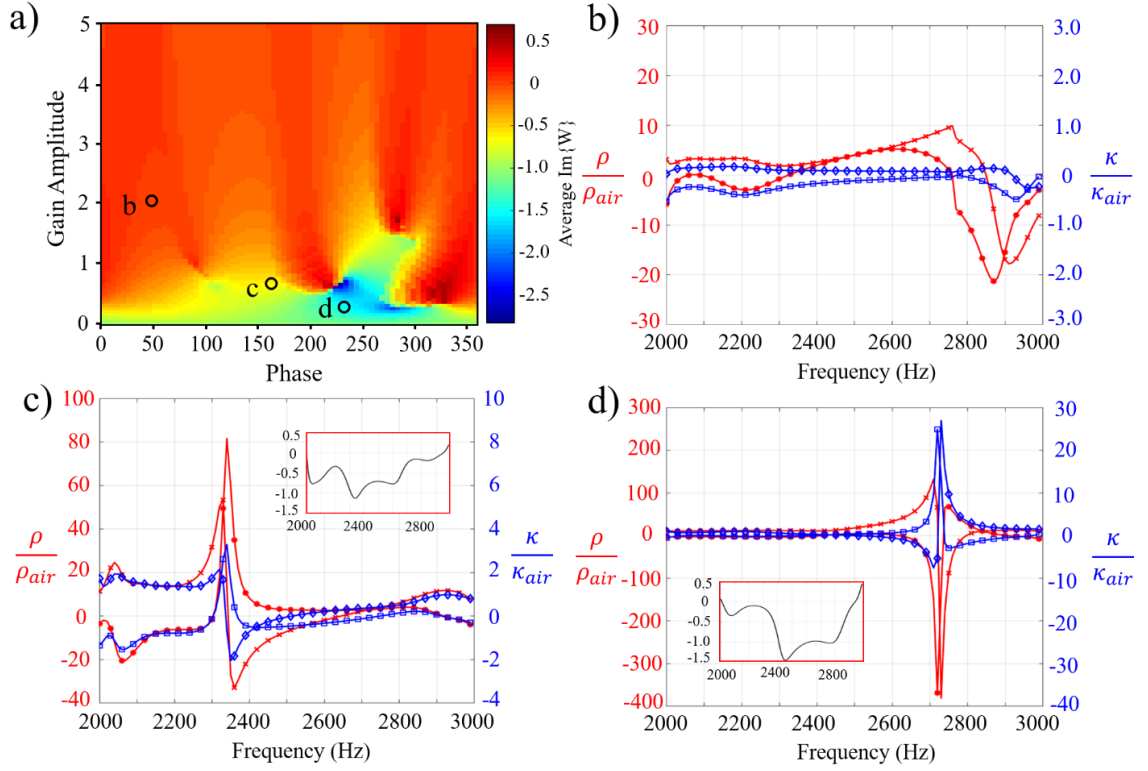 a)
5
4
3
2
1
0
Gain Amplitude
b
c
d
0 50 100 150 200 250 300 350
Phase
0.5
0
-0.5
-1.0
-1.5
-2.0
-2.5
Average Im{W}
b)
30
20
10
0
-10
-20
-30
ρ
ρair
3.0
2.0
1.0
0
-1.0
-2.0
-3.0
κ
κair
2000 2200 2400 2600 2800 3000
Frequency (Hz)
c)
100
80
60
40
20
0
-20
-40
ρ
ρair
0.5
0
-0.5
-1.0
-1.5
2000 2400 2800
10
8
6
4
2
0
2
4
κ
κair
2000 2200 2400 2600 2800 3000
Frequency (Hz)
d)
300
200
100
0
-100
-200
-300
-400
ρ
ρair
0.5
0
-0.5
-1.0
-1.5
2000 2400 2800
30
20
10
0
-10
-20
-30
-40
κ
κair
2000 2200 2400 2600 2800 3000
Frequency (Hz)